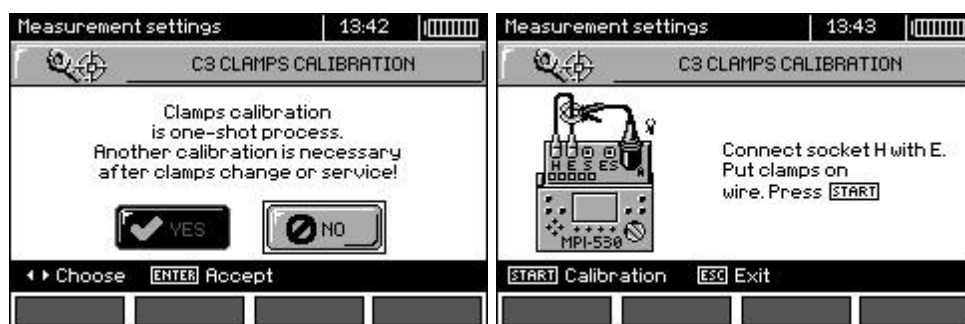 Measurement settings 13:42
C3 CLAMPS CALIBRATION
Clamps calibration
is one-shot process.
Another calibration is necessary
after clamps change or service!
YES NO
Choose ENTER Accept
Measurement settings 13:43
C3 CLAMPS CALIBRATION
H E S ES A
MPI-530
Connect socket H with E.
Put clamps on
wire. Press START
START Calibration ESC Exit